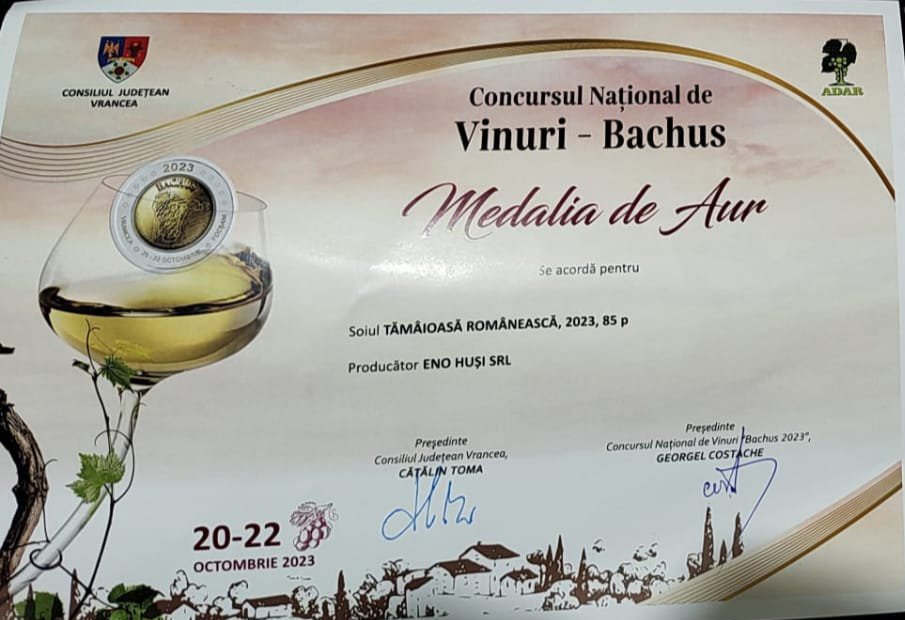 CONSILIUL JUDEȚEAN
VRANCEA
ADAR
Concursul Național de
Vinuri - Bachus
2023
Medalia de Aur
Se acordă pentru
Soiul TĂMÂIOASĂ ROMÂNEASCĂ, 2023, 85 p
Producător ENO HUȘI SRL
Președinte
Consiliul Județean Vrancea,
CĂTĂLIN TOMA
Președinte
Concursul Național de Vinuri "Bachus 2023",
GEORGEL COSTACHE
20-22
OCTOMBRIE 2023